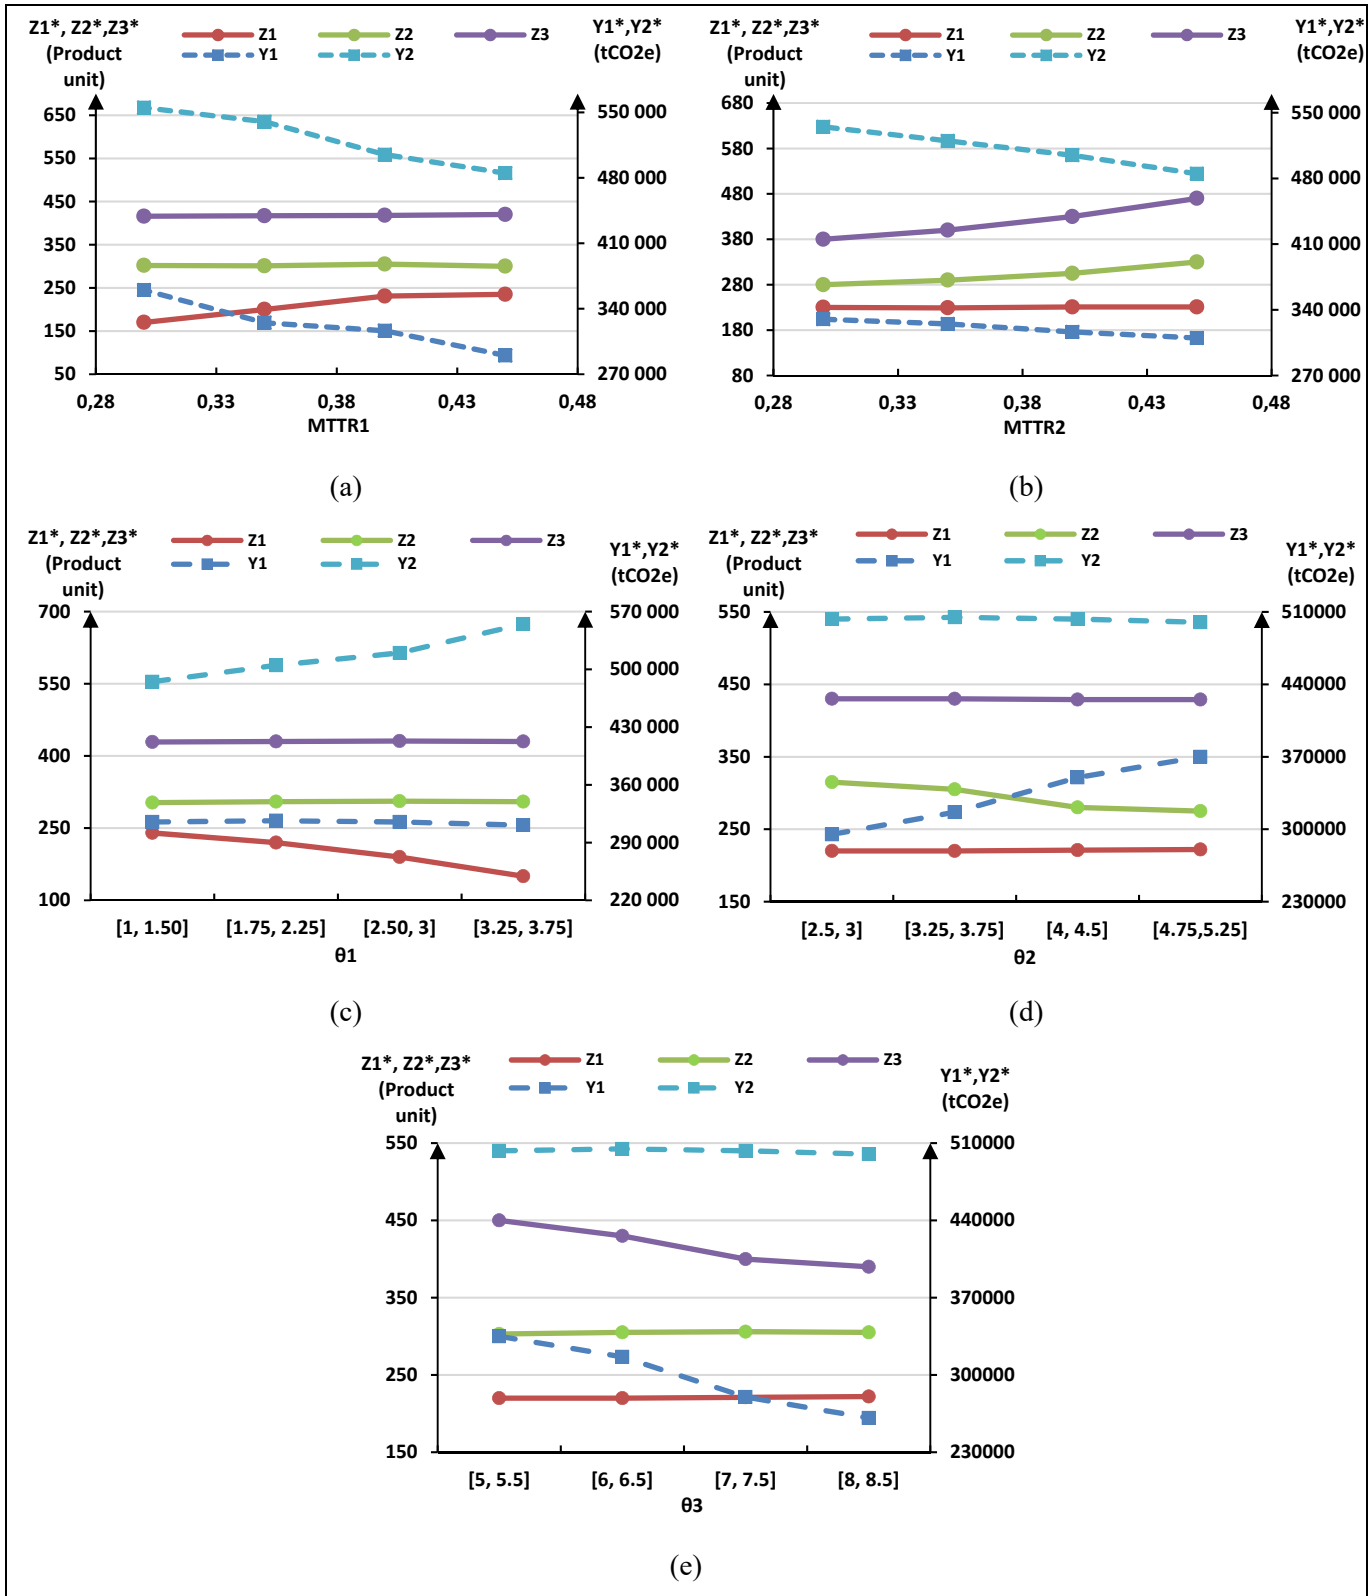 Z1*, Z2*,Z3*
(Product
unit)
Z1 Z2 Z3
Y1 Y2
Y1*,Y2*
(tCO2e)
650
550
450
350
250
150
50
550 000
480 000
410 000
340 000
270 000
0,28 0,33 0,38 0,43 0,48
MTTR1
(a)
Z1*, Z2*,Z3*
(Product
unit)
Z1 Z2 Z3
Y1 Y2
Y1*,Y2*
(tCO2e)
680
580
480
380
280
180
80
550 000
480 000
410 000
340 000
270 000
0,28 0,33 0,38 0,43 0,48
MTTR2
(b)
Z1*, Z2*,Z3*
(Product
unit)
Z1 Z2 Z3
Y1 Y2
Y1*,Y2*
(tCO2e)
700
550
400
250
100
570 000
500 000
430 000
360 000
290 000
220 000
[1, 1.50] [1.75, 2.25] [2.50, 3] [3.25, 3.75]
θ1
(c)
Z1*, Z2*,Z3*
(Product
unit)
Z1 Z2 Z3
Y1 Y2
Y1*,Y2*
(tCO2e)
550
450
350
250
150
510000
440000
370000
300000
230000
[2.5, 3] [3.25, 3.75] [4, 4.5] [4.75,5.25]
θ2
(d)
Z1*, Z2*,Z3*
(Product
unit)
Z1 Z2 Z3
Y1 Y2
Y1*,Y2*
(tCO2e)
550
450
350
250
150
510000
440000
370000
300000
230000
[5, 5.5] [6, 6.5] [7, 7.5] [8, 8.5]
θ3
(e)